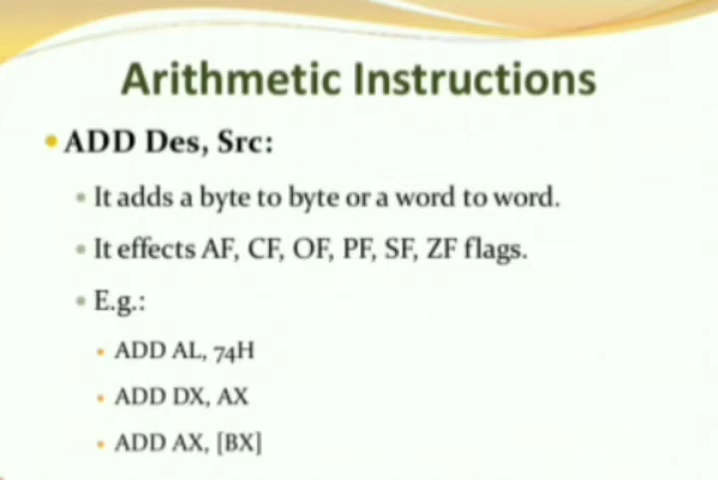 Arithmetic Instructions
ADD Des, Src:
It adds a byte to byte or a word to word.
It effects AF, CF, OF, PF, SF, ZF flags.
E.g.:
ADD AL, 74H
ADD DX, AX
ADD AX, [BX]